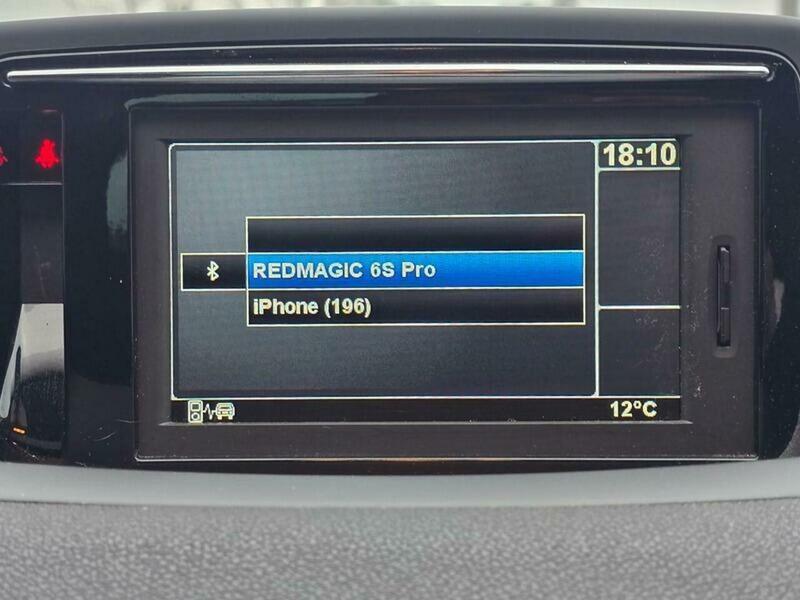 18:10
REDMAGIC 6S Pro
iPhone (196)
12°C